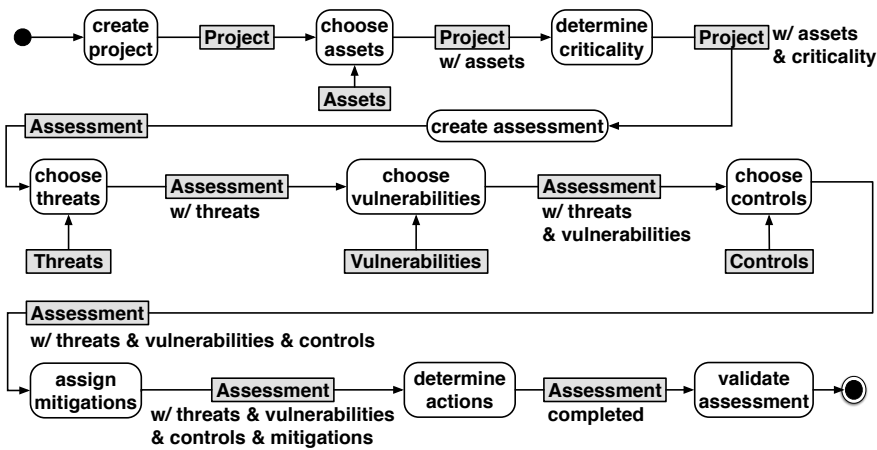 create
project
Project
choose
assets
Project
w/ assets
determine
criticality
Project
w/ assets
& criticality
Assets
Assessment
create assessment
choose
threats
Assessment
w/ threats
choose
vulnerabilities
Assessment
w/ threats
& vulnerabilities
choose
controls
Threats
Vulnerabilities
Controls
Assessment
w/ threats & vulnerabilities & controls
assign
mitigations
Assessment
w/ threats & vulnerabilities
& controls & mitigations
determine
actions
Assessment
completed
validate
assessment